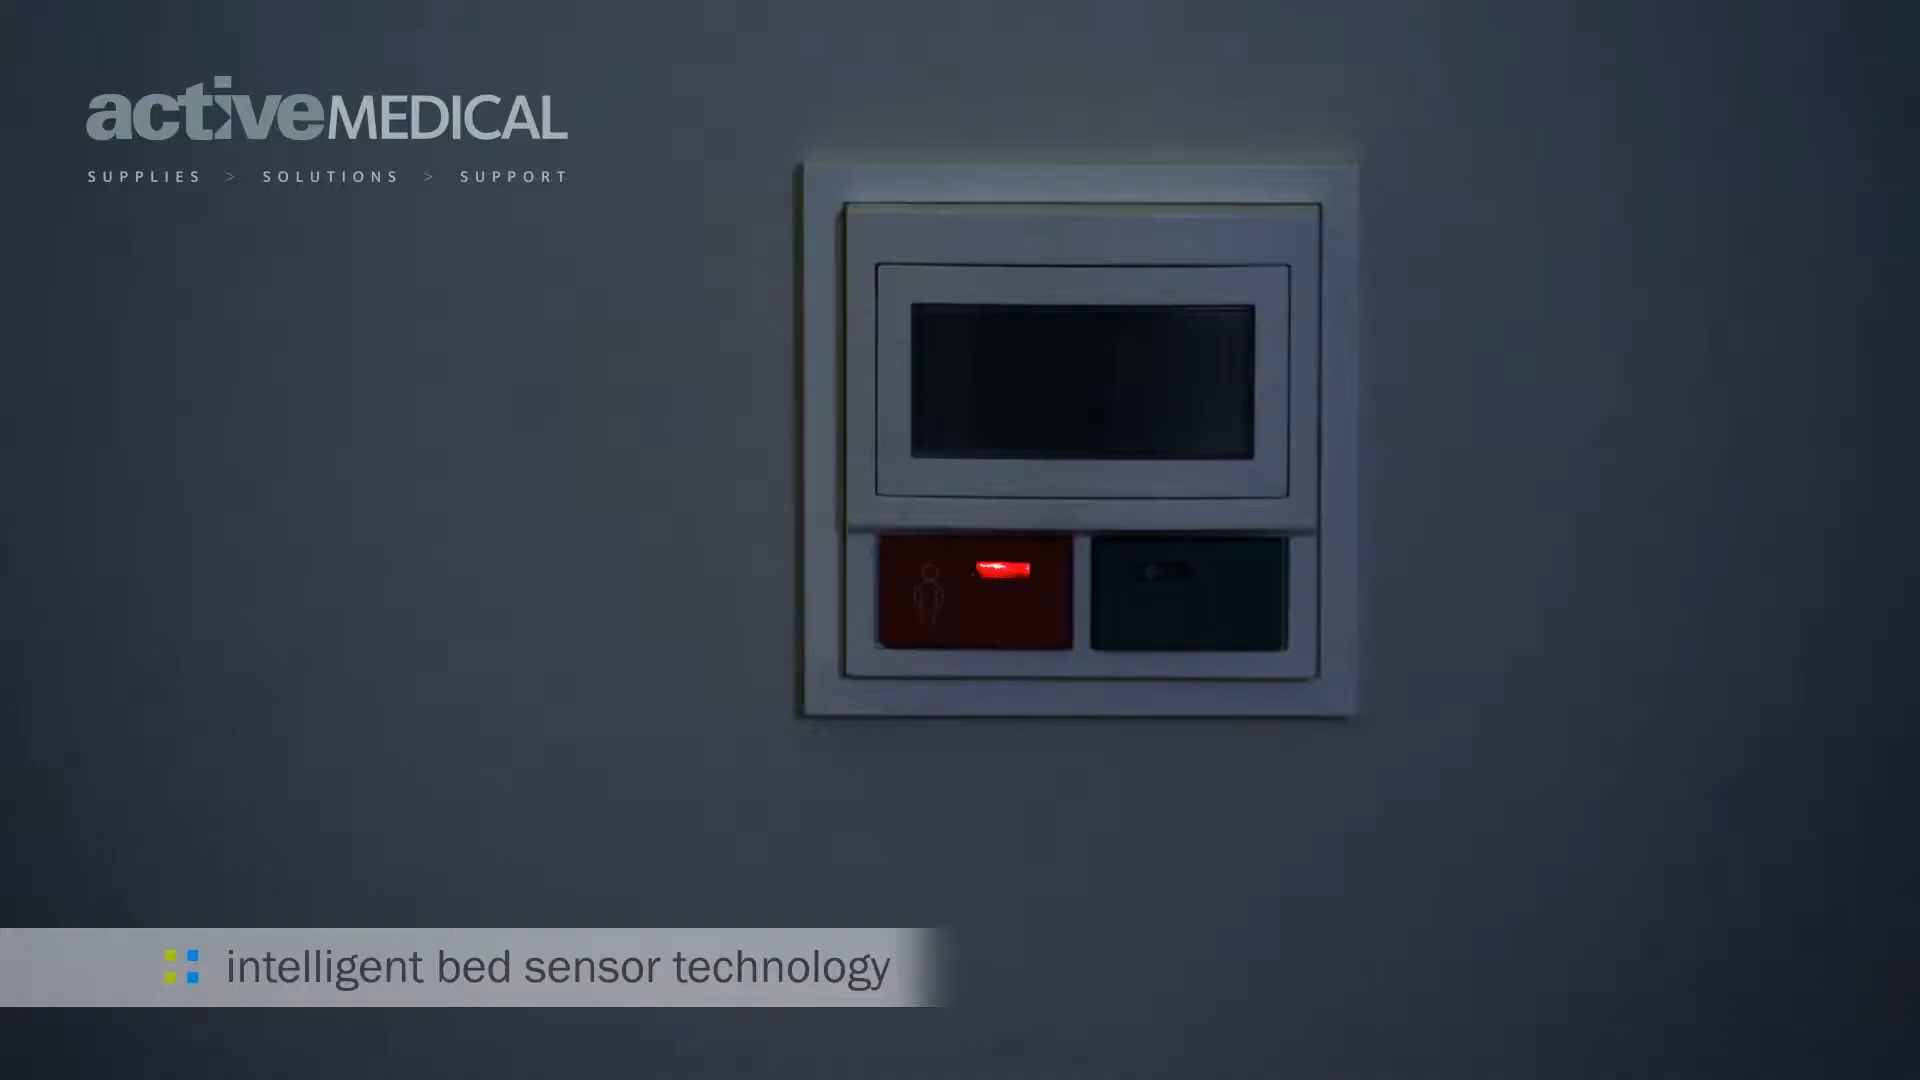 activeMEDICAL
SUPPLIES > SOLUTIONS > SUPPORT
intelligent bed sensor technology